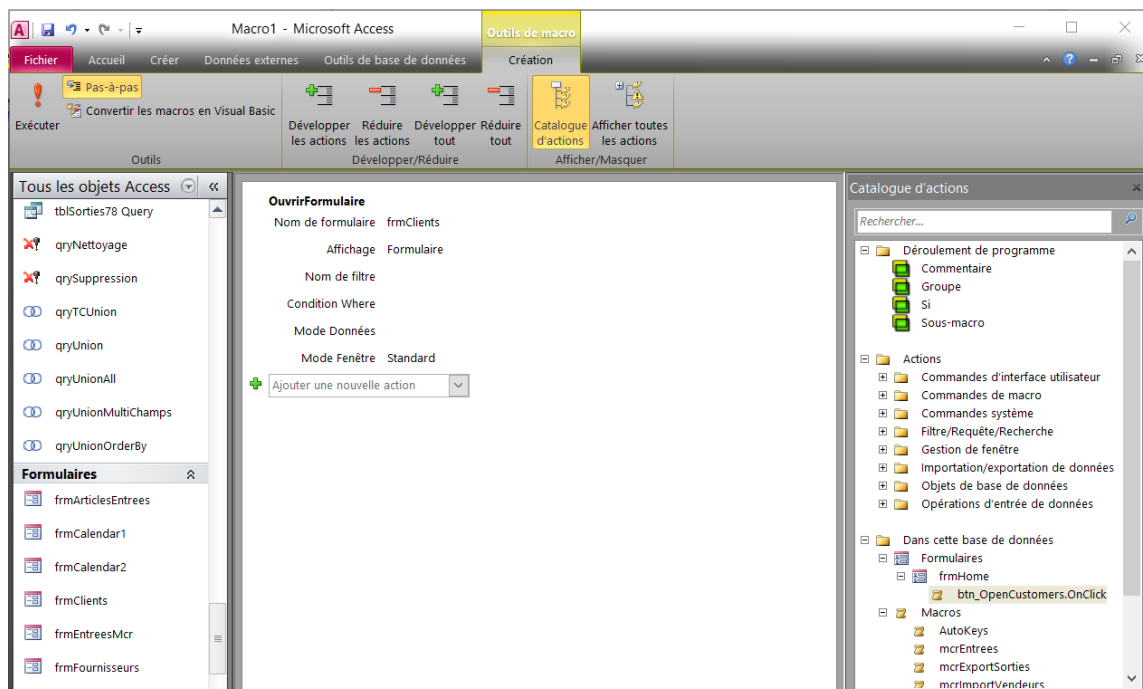 Macro1 - Microsoft Access
Outils de macro
Fichier Accueil Créer Données externes Outils de base de données Création
Pas-à-pas
Convertir les macros en Visual Basic
Exécuter
Outils
Développer les actions
Réduire les actions
Développer tout
Réduire tout
Développer/Réduire
Catalogue d'actions
Afficher toutes les actions
Afficher/Masquer
Tous les objets Access
tblSorties78 Query
qryNettoyage
qrySuppression
qryTCUnion
qryUnion
qryUnionAll
qryUnionMultiChamps
qryUnionOrderBy
Formulaires
frmArticlesEntrees
frmCalendar1
frmCalendar2
frmClients
frmEntreesMcr
frmFournisseurs
OuvrirFormulaire
Nom de formulaire frmClients
Affichage Formulaire
Nom de filtre
Condition Where
Mode Données
Mode Fenêtre Standard
Ajouter une nouvelle action
Catalogue d'actions
Rechercher...
Déroulement de programme
Commentaire
Groupe
Si
Sous-macro
Actions
Commandes d'interface utilisateur
Commandes de macro
Commandes système
Filtre/Requête/Recherche
Gestion de fenêtre
Importation/exportation de données
Objets de base de données
Opérations d'entrée de données
Dans cette base de données
Formulaires
frmHome
btn_OpenCustomers.OnClick
Macros
AutoKeys
mcrEntrees
mcrExportSorties
mcrImportVendeurs